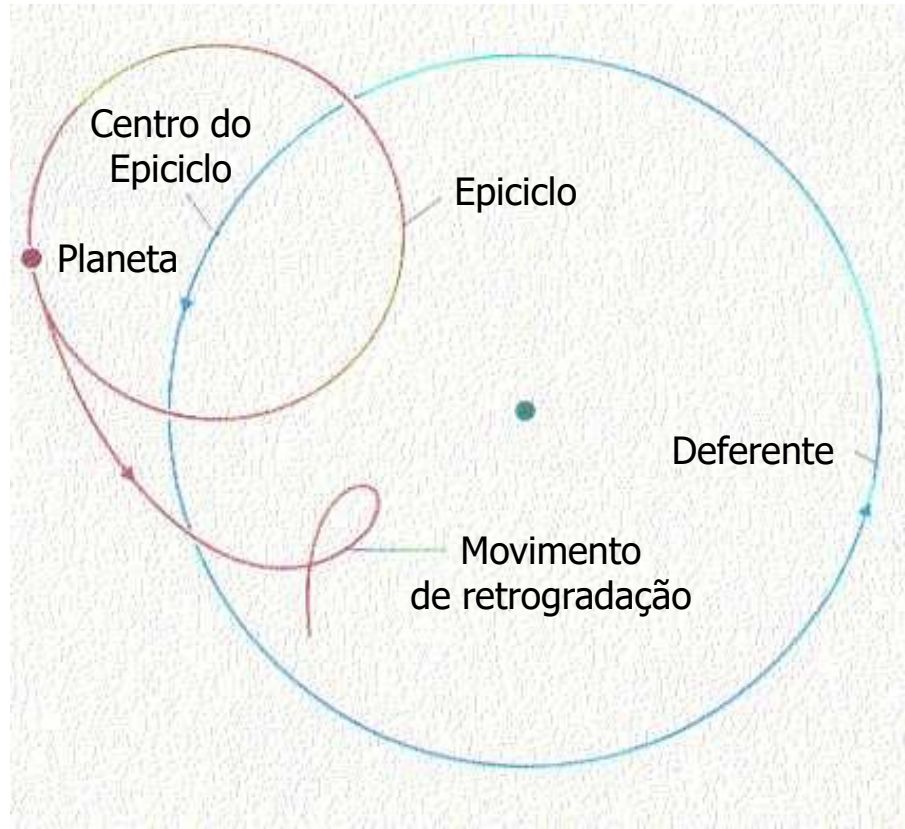 Centro do
Epiciclo
Epiciclo
Planeta
Deferente
Movimento
de retrogradação